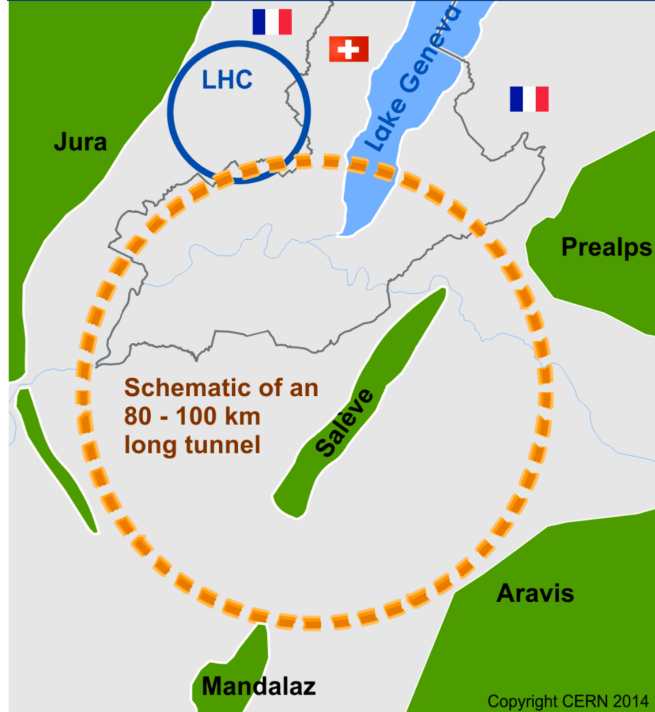 LHC
Lake Geneva
Jura
Prealps
Schematic of an
80 - 100 km
long tunnel
Salève
Aravis
Mandalaz
Copyright CERN 2014